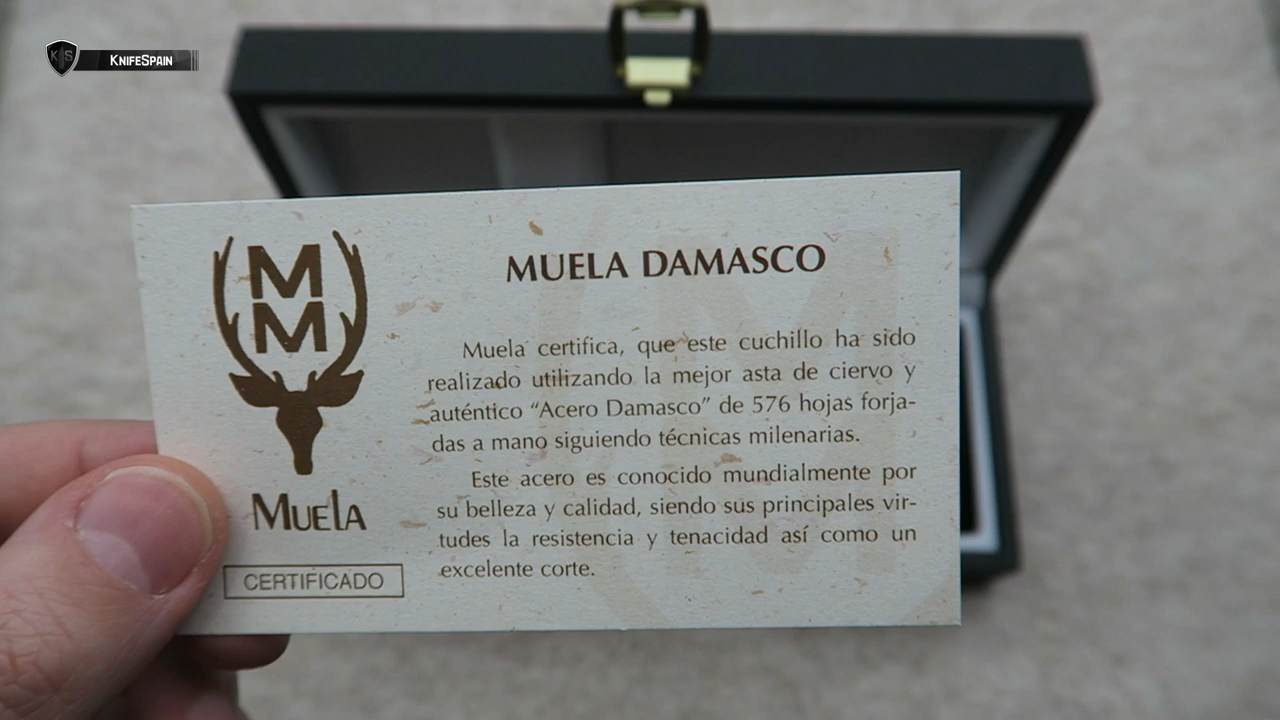 KS
KNIFESPAIN
MM
MUELA
CERTIFICADO
MUELA DAMASCO
Muela certifica, que este cuchillo ha sido
realizado utilizando la mejor asta de ciervo y
auténtico “Acero Damasco” de 576 hojas forja-
das a mano siguiendo técnicas milenarias.
Este acero es conocido mundialmente por
su belleza y calidad, siendo sus principales vir-
tudes la resistencia y tenacidad así como un
excelente corte.